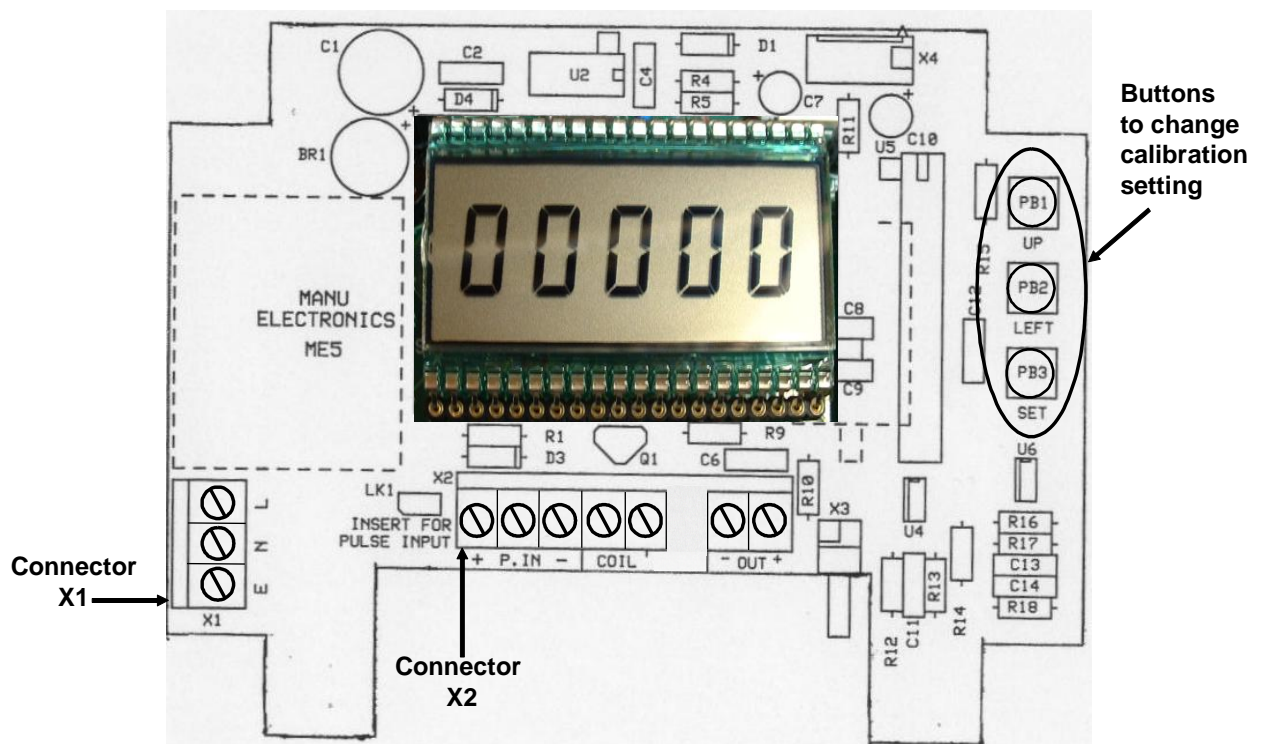 C1
C2
D4
BR1
U2
C4
D1
R4
R5
C7
X4
R11
U5
C10
R15
C12
PB1
UP
PB2
LEFT
PB3
SET
Buttons
to change
calibration
setting
00000
MANU
ELECTRONICS
ME5
C8
C9
R1
D3
Q1
R9
C6
X2
LK1
INSERT FOR
PULSE INPUT
+ P.IN - COIL - OUT +
R10
X3
U4
U6
R16
R17
C13
C14
R18
R12
C11
R13
R14
L
N
E
X1
Connector
X1
Connector
X2